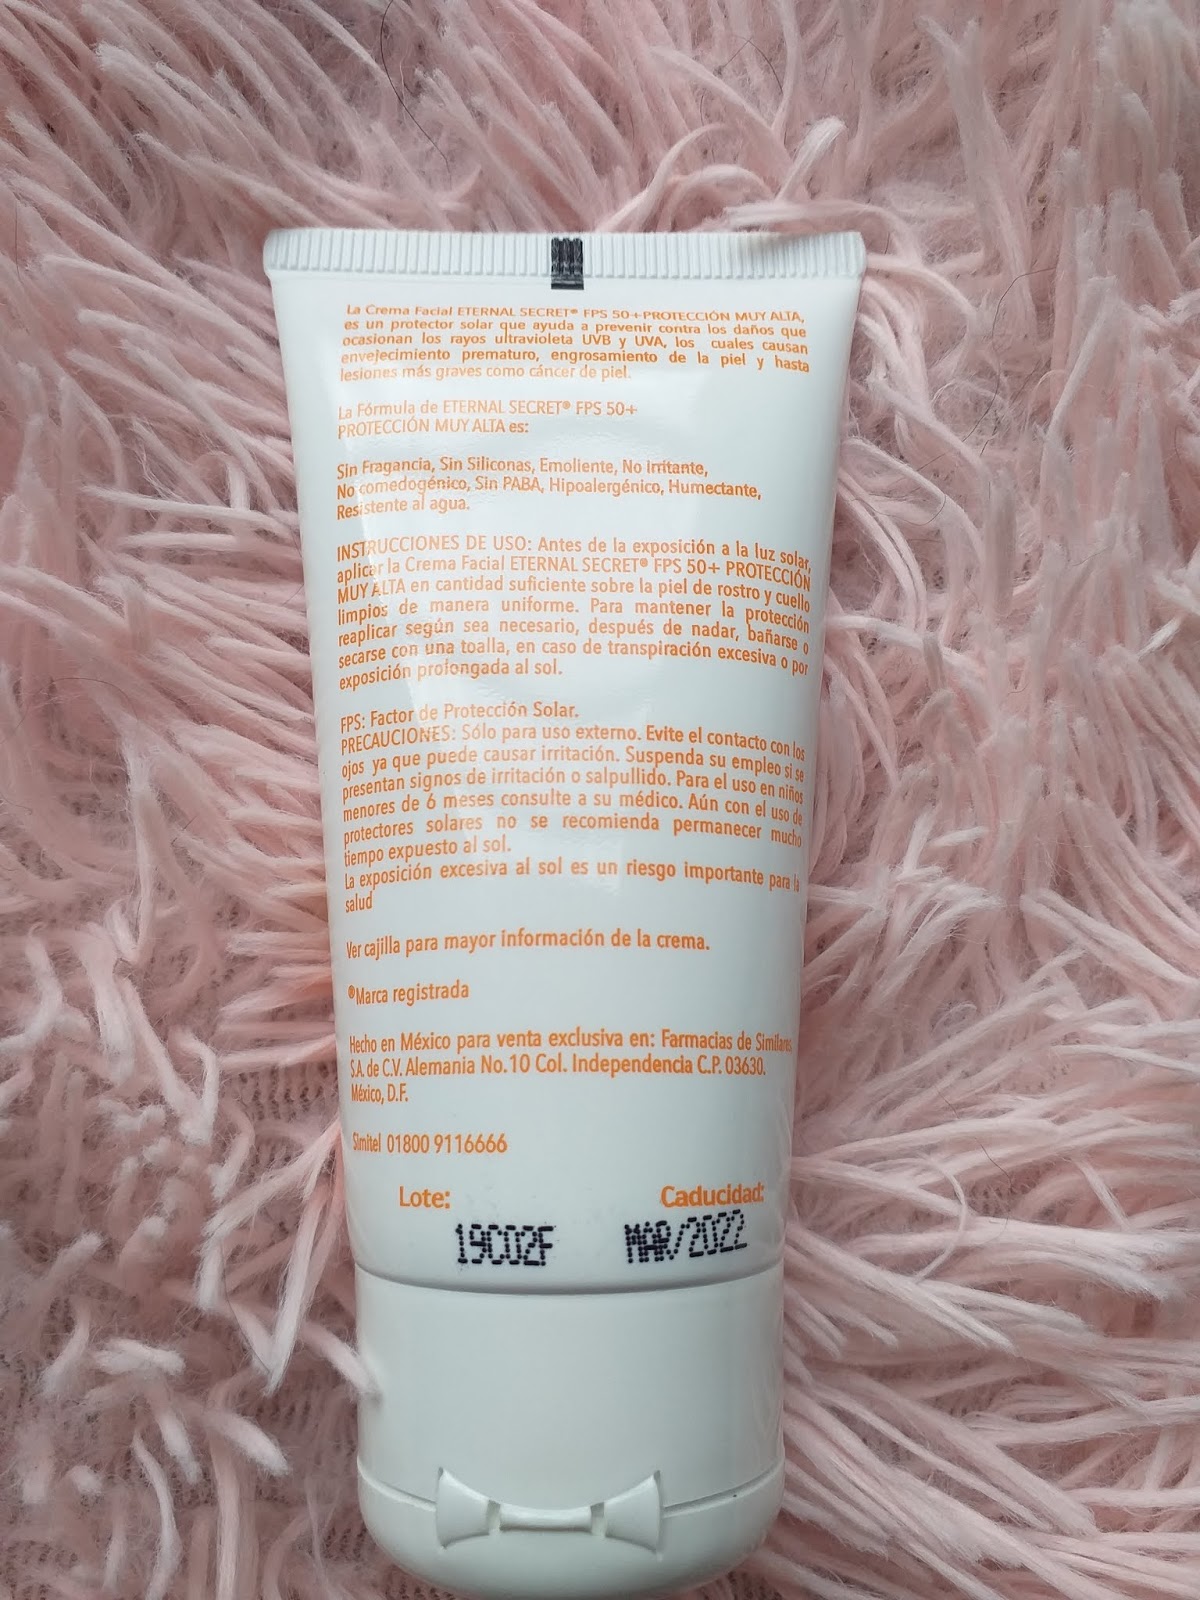 La Crema Facial ETERNAL SECRET® FPS 50+PROTECCIÓN MUY ALTA,
es un protector solar que ayuda a prevenir contra los daños que
ocasionan los rayos ultravioleta UVB y UVA, los cuales causan
envejecimiento prematuro, engrosamiento de la piel y hasta
lesiones más graves como cáncer de piel.
La Fórmula de ETERNAL SECRET® FPS 50+
PROTECCIÓN MUY ALTA es:
Sin Fragancia, Sin Siliconas, Emoliente, No Irritante,
No comedogénico, Sin PABA, Hipoalergénico, Humectante,
Resistente al agua.
INSTRUCCIONES DE USO: Antes de la exposición a la luz solar,
aplicar la Crema Facial ETERNAL SECRET® FPS 50+ PROTECCIÓN
MUY ALTA en cantidad suficiente sobre la piel de rostro y cuello
limpios de manera uniforme. Para mantener la protección
reaplicar según sea necesario, después de nadar, bañarse o
secarse con una toalla, en caso de transpiración excesiva o por
exposición prolongada al sol.
FPS: Factor de Protección Solar.
PRECAUCIONES: Sólo para uso externo. Evite el contacto con los
ojos ya que puede causar irritación. Suspenda su empleo si se
presentan signos de irritación o salpullido. Para el uso en niños
menores de 6 meses consulte a su médico. Aún con el uso de
protectores solares no se recomienda permanecer mucho
tiempo expuesto al sol.
La exposición excesiva al sol es un riesgo importante para la
salud
Ver cajilla para mayor información de la crema.
®Marca registrada
Hecho en México para venta exclusiva en: Farmacias de Similares,
S.A. de C.V. Alemania No.10 Col. Independencia C.P. 03630.
México, D.F.
Simitel 01800 9116666
Lote: Caducidad:
19C02F MAR/2022